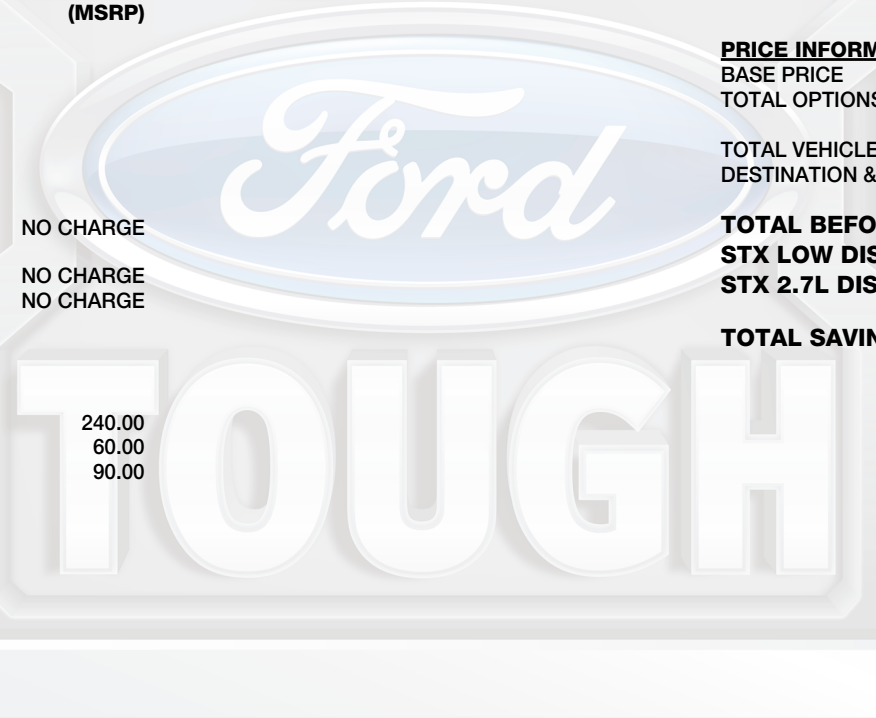 (MSRP)
NO CHARGE
NO CHARGE
NO CHARGE
240.00
60.00
90.00
PRICE INFORM
BASE PRICE
TOTAL OPTIONS
TOTAL VEHICLE
DESTINATION &
TOTAL BEFO
STX LOW DIS
STX 2.7L DIS
TOTAL SAVIN
Ford
TOUGH